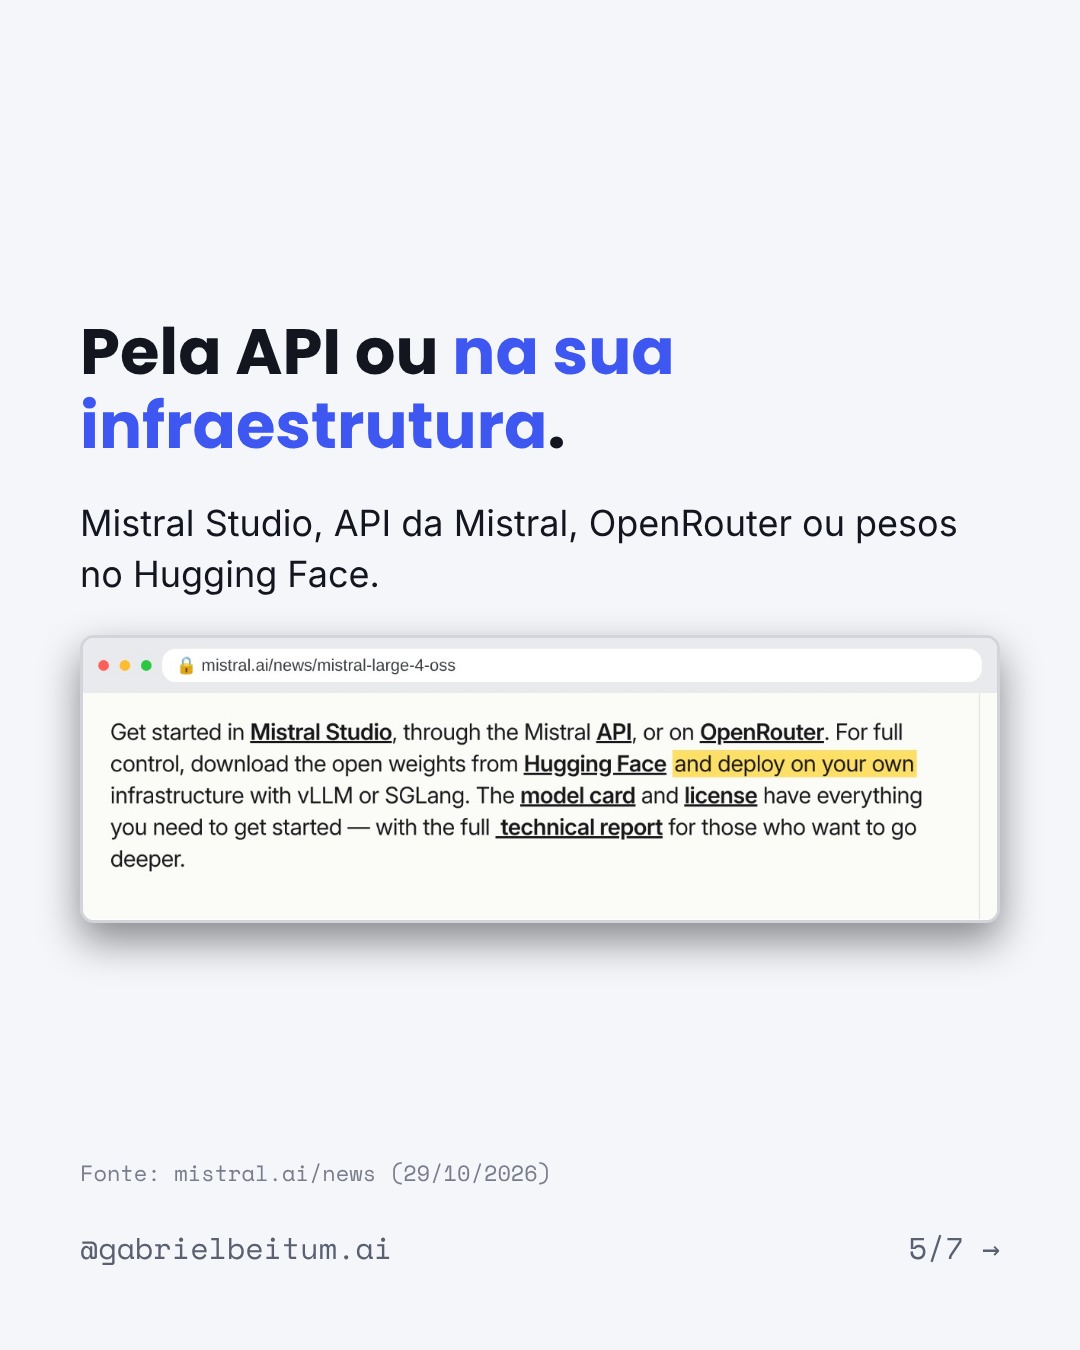 Pela API ou na sua
infraestrutura.
Mistral Studio, API da Mistral, OpenRouter ou pesos
no Hugging Face.
mistral.ai/news/mistral-large-4-oss
Get started in Mistral Studio, through the Mistral API, or on OpenRouter. For full
control, download the open weights from Hugging Face and deploy on your own
infrastructure with vLLM or SGLang. The model card and license have everything
you need to get started — with the full technical report for those who want to go
deeper.
Fonte: mistral.ai/news (29/10/2026)
@gabrielbeitum.ai
5/7 →